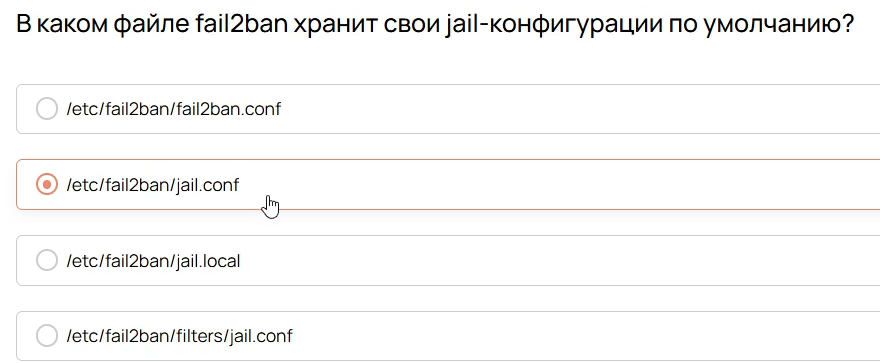 В каком файле fail2ban хранит свои jail-конфигурации по умолчанию?
/etc/fail2ban/fail2ban.conf
/etc/fail2ban/jail.conf
/etc/fail2ban/jail.local
/etc/fail2ban/filters/jail.conf